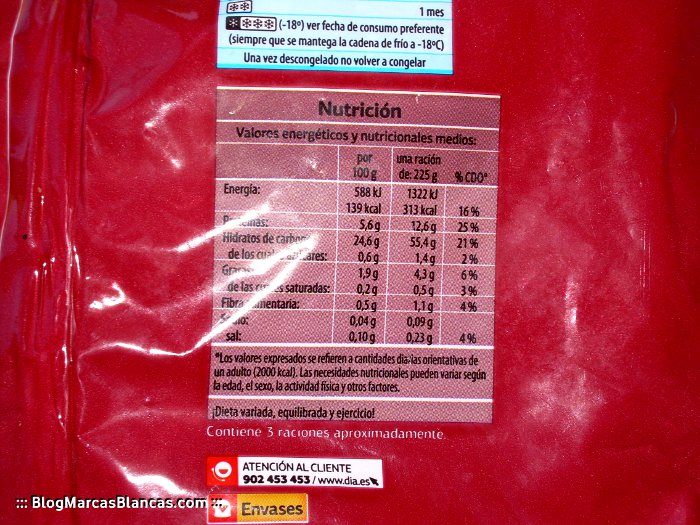 1 mes
(-18º) ver fecha de consumo preferente
(siempre que se mantega la cadena de frío a -18ºC)
Una vez descongelado no volver a congelar
Nutrición
Valores energéticos y nutricionales medios:
por 100 g una ración de: 225 g % CDO*
Energía: 588 kJ 1322 kJ
139 kcal 313 kcal 16 %
5,6 g 12,6 g 25 %
Hidratos de 24,6 g 55,4 g 21 %
de los 0,6 g 1,4 g 2 %
1,9 g 4,3 g 6 %
de las saturadas: 0,2 g 0,5 g 3 %
Fibra 0,5 g 1,1 g 4 %
0,04 g 0,09 g
sal: 0,10 g 0,23 g 4 %
*Los valores expresados se refieren a cantidades diarias orientativas de
un adulto (2000 kcal). Las necesidades nutricionales pueden variar según
la edad, el sexo, la actividad física y otros factores.
¡Dieta variada, equilibrada y ejercicio!
Contiene 3 raciones aproximadamente.
ATENCIÓN AL CLIENTE
902 453 453 / www.dia.es
Envases
::: BlogMarcasBlancas.com :::